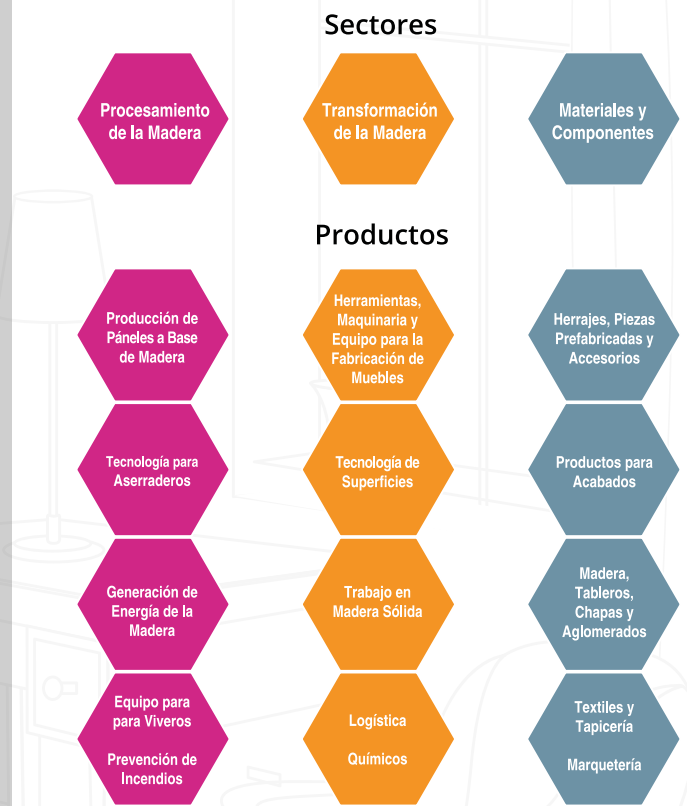 Sectores
Procesamiento
de la Madera
Transformación
de la Madera
Materiales y
Componentes
Productos
Producción de
Páneles a Base
de Madera
Herramientas,
Maquinaria y
Equipo para la
Fabricación de
Muebles
Herrajes, Piezas
Prefabricadas y
Accesorios
Tecnología para
Aserraderos
Tecnología de
Superficies
Productos para
Acabados
Generación de
Energía de la
Madera
Trabajo en
Madera Sólida
Madera,
Tableros,
Chapas y
Aglomerados
Equipo para
para Viveros
Prevención de
Incendios
Logística
Químicos
Textiles y
Tapicería
Marquetería